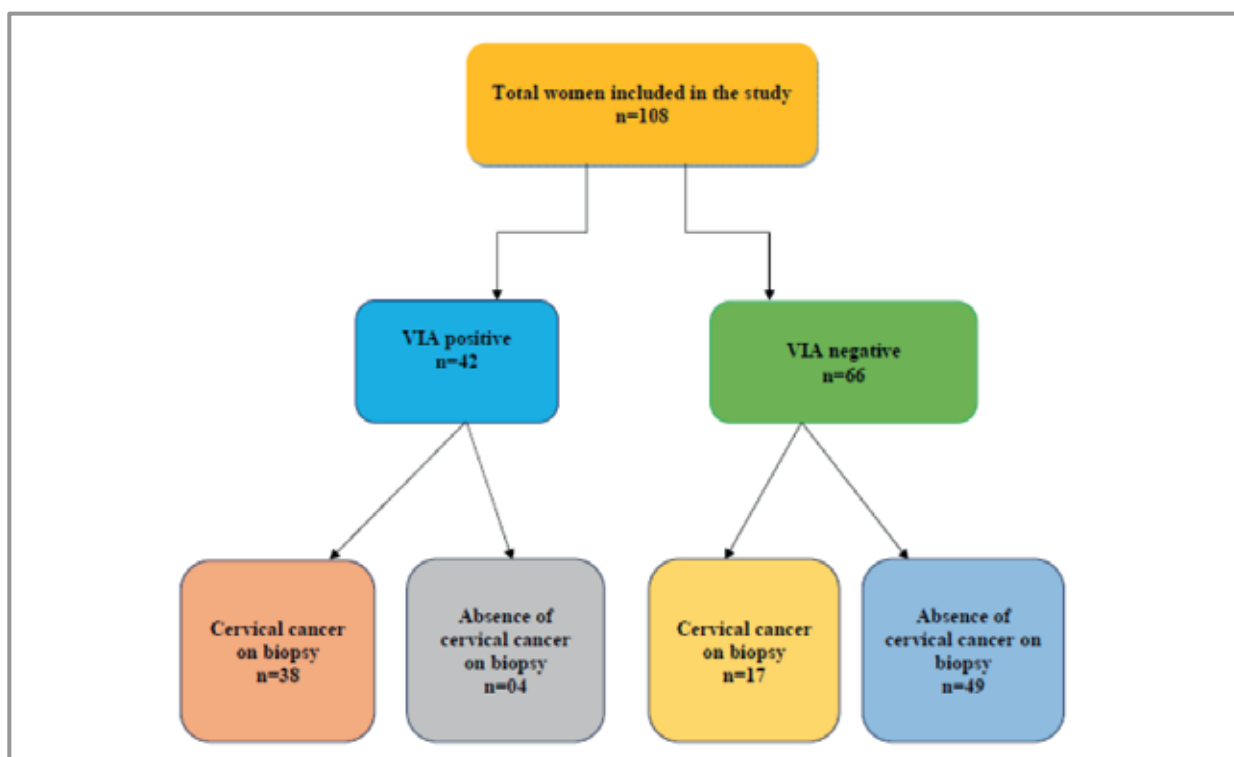 Total women included in the study
n=108
VIA positive
n=42
VIA negative
n=66
Cervical cancer
on biopsy
n=38
Absence of
cervical cancer
on biopsy
n=04
Cervical cancer
on biopsy
n=17
Absence of
cervical cancer on
biopsy
n=49